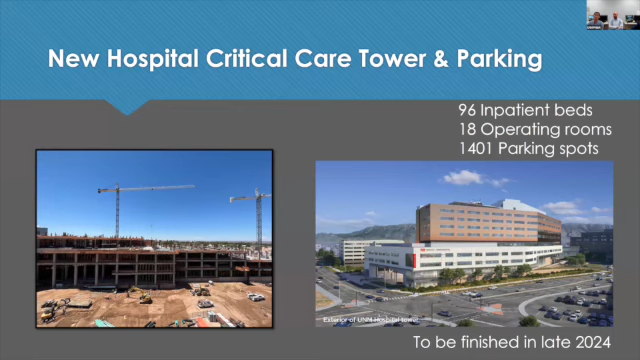 New Hospital Critical Care Tower & Parking
96 Inpatient beds
18 Operating rooms
1401 Parking spots
Exterior of UNM Hospital tower
To be finished in late 2024